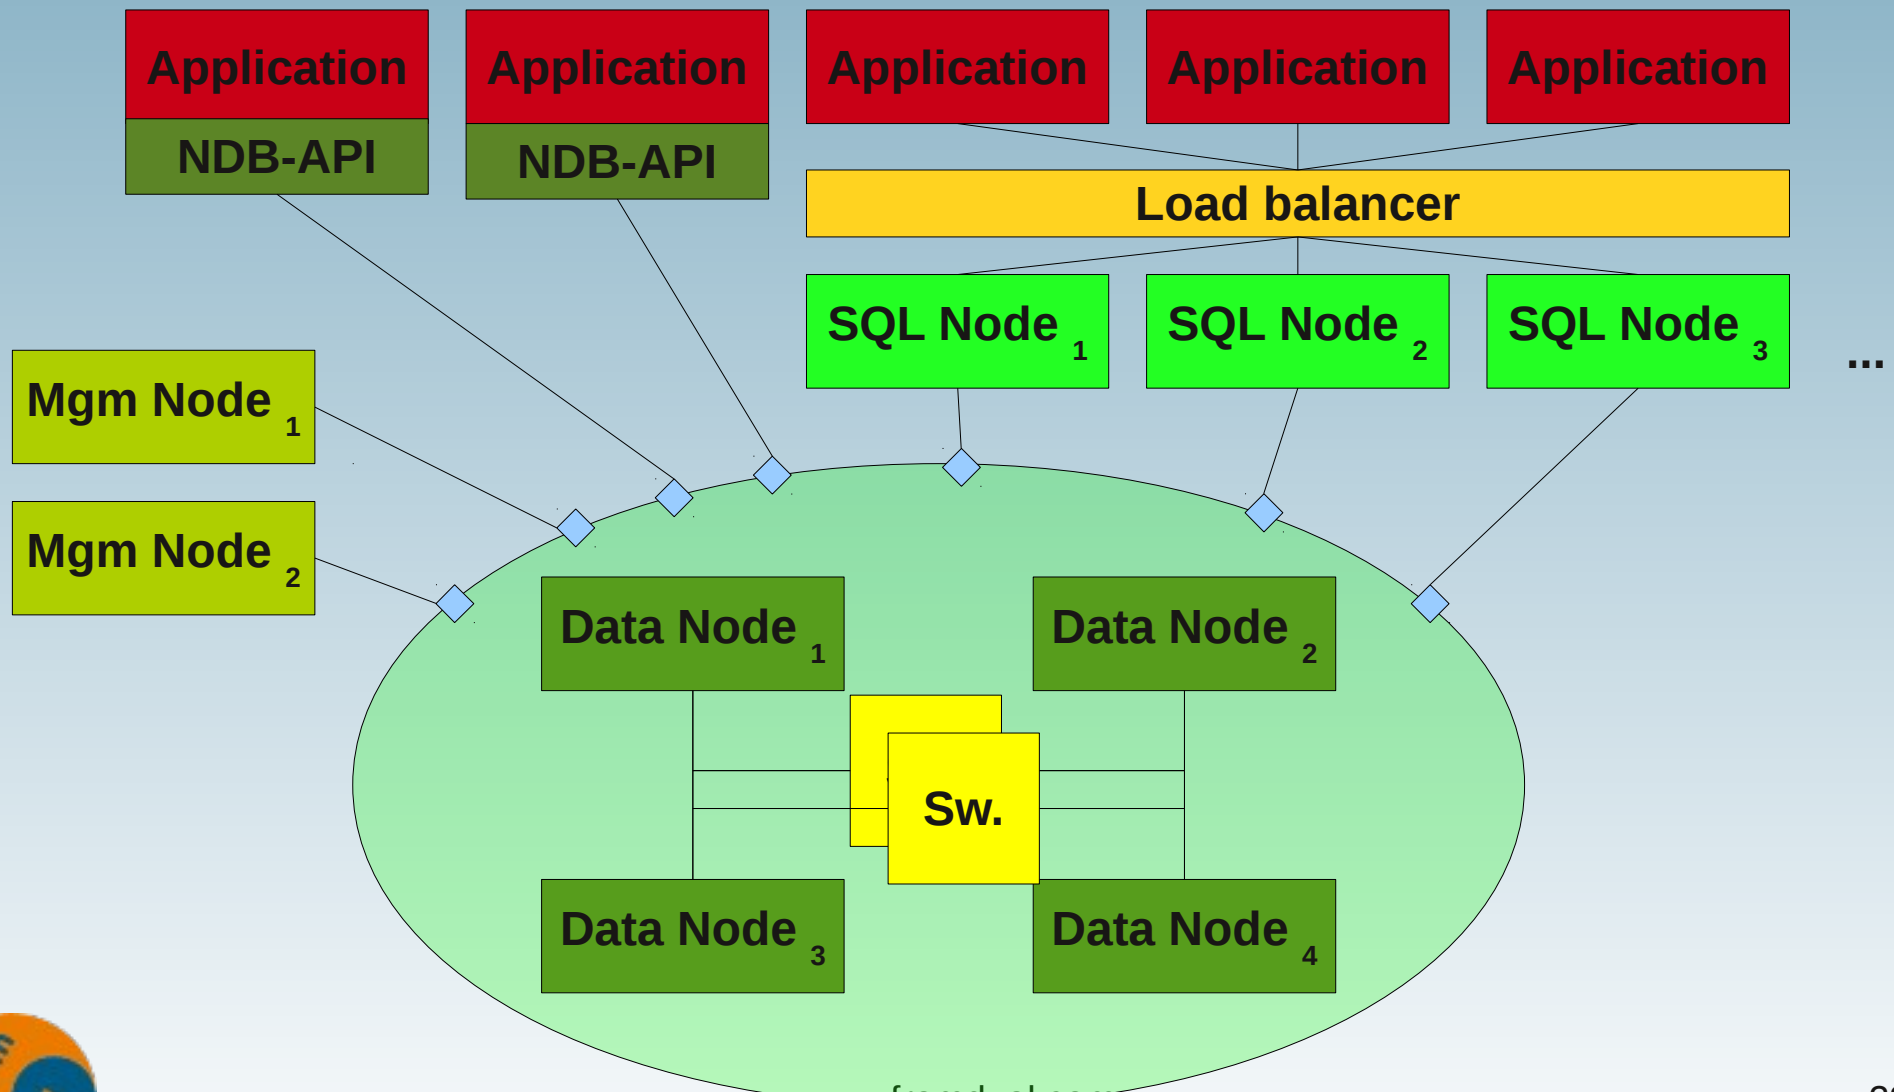 Application
Application
Application
Application
Application
NDB-API
NDB-API
Load balancer
SQL Node 1
SQL Node 2
SQL Node 3
...
Mgm Node 1
Mgm Node 2
Data Node 1
Data Node 2
Sw.
Data Node 3
Data Node 4